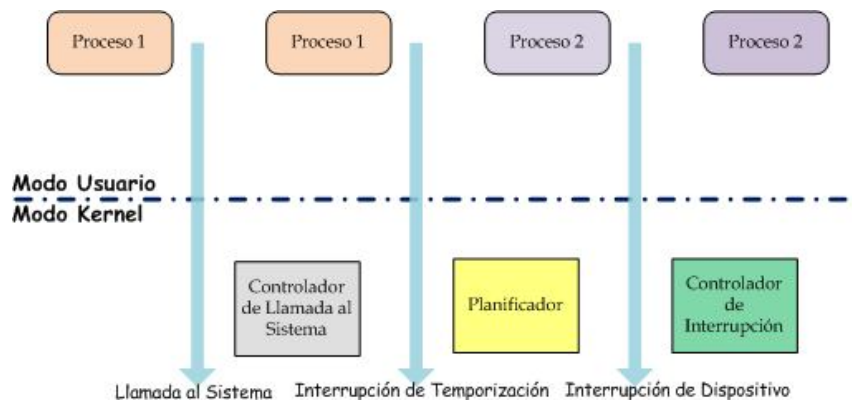 Proceso 1
Proceso 1
Proceso 2
Proceso 2
Modo Usuario
Modo Kernel
Controlador
de Llamada al
Sistema
Planificador
Controlador
de
Interrupción
Llamada al Sistema
Interrupción de Temporización
Interrupción de Dispositivo